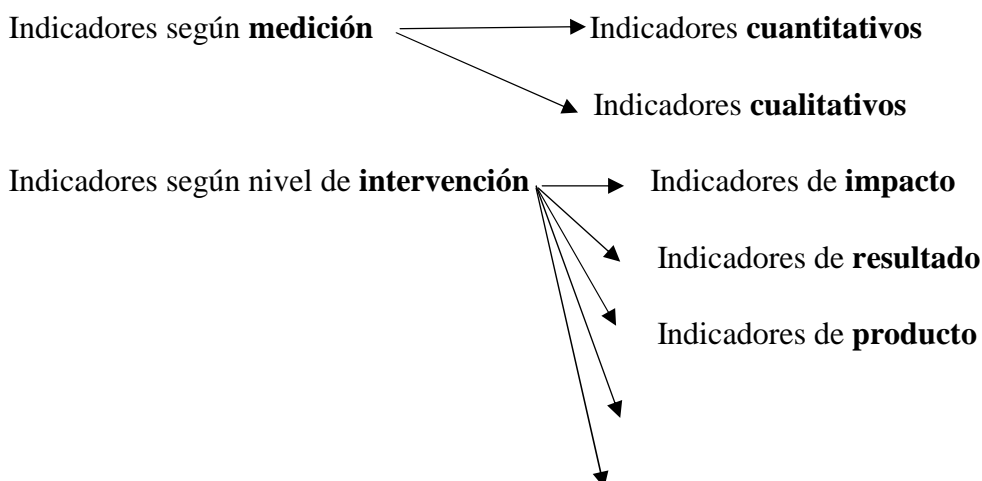 Indicadores según medición Indicadores cuantitativos
Indicadores cualitativos
Indicadores según nivel de intervención Indicadores de impacto
Indicadores de resultado
Indicadores de producto